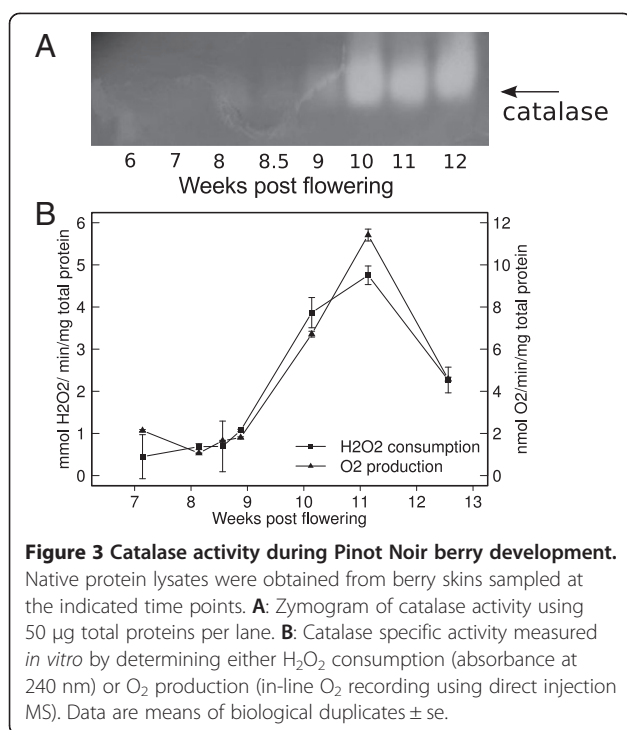 A
catalase
6 7 8 8.5 9 10 11 12
Weeks post flowering
B
mmol H2O2/ min/mg total protein
6
5
4
3
2
1
0
12
10
8
6
4
2
0
nmol O2/min/mg total protein
H2O2 consumption
O2 production
7 8 9 10 11 12 13
Weeks post flowering
Figure 3 Catalase activity during Pinot Noir berry development.
Native protein lysates were obtained from berry skins sampled at
the indicated time points. A: Zymogram of catalase activity using
50 µg total proteins per lane. B: Catalase specific activity measured
in vitro by determining either H₂O₂ consumption (absorbance at
240 nm) or O₂ production (in-line O₂ recording using direct injection
MS). Data are means of biological duplicates ± se.